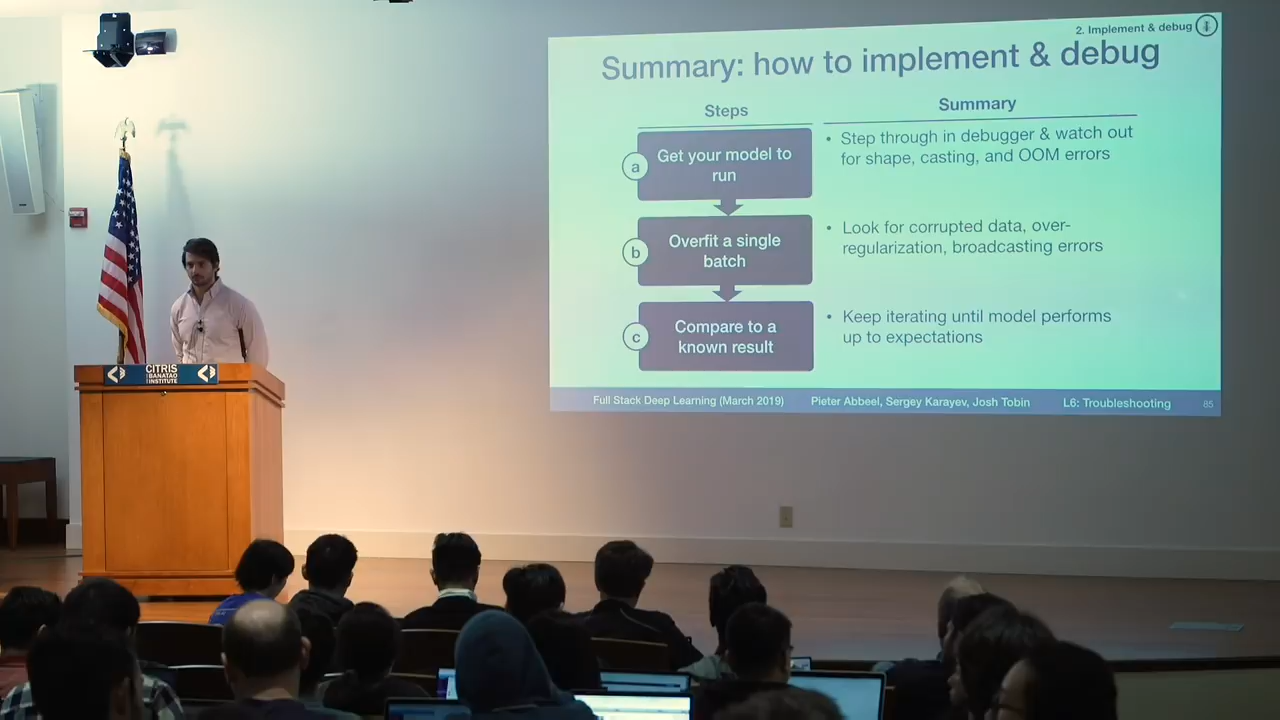 2. Implement & debug
Summary: how to implement & debug
Steps
Summary
a
Get your model to
run
• Step through in debugger & watch out
for shape, casting, and OOM errors
b
Overfit a single
batch
• Look for corrupted data, over-
regularization, broadcasting errors
c
Compare to a
known result
• Keep iterating until model performs
up to expectations
Full Stack Deep Learning (March 2019)
Pieter Abbeel, Sergey Karayev, Josh Tobin
L6: Troubleshooting
85
CITRIS
BANATAO
INSTITUTE